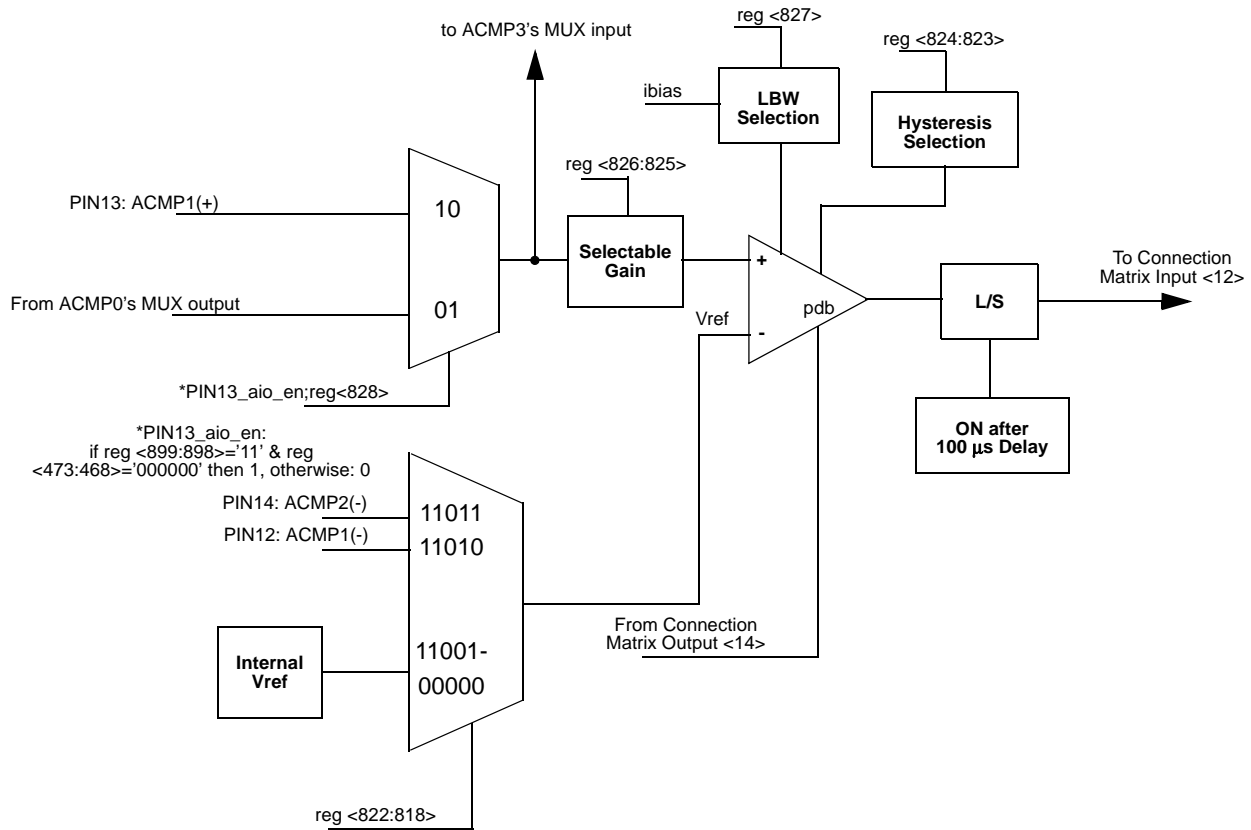 to ACMP3's MUX input
reg <827>
reg <824:823>
ibias
LBW
Selection
Hysteresis
Selection
reg <826:825>
PIN13: ACMP1(+)
10
Selectable
Gain
+
To Connection
Matrix Input <12>
From ACMP0's MUX output
01
L/S
pdb
Vref
-
*PIN13_aio_en;reg<828>
ON after
100 µs Delay
*PIN13_aio_en:
if reg <899:898>='11' & reg
<473:468>='000000' then 1, otherwise: 0
PIN14: ACMP2(-)
11011
PIN12: ACMP1(-)
11010
From Connection
Matrix Output <14>
Internal
Vref
11001-
00000
reg <822:818>